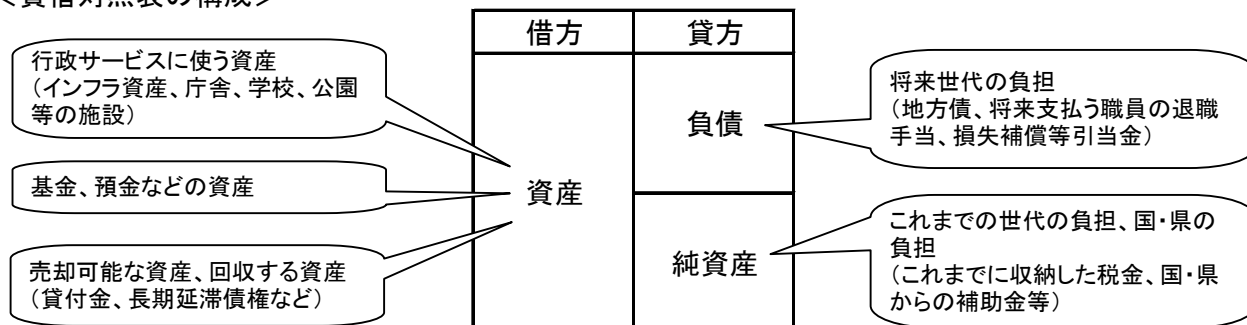 <貸借対照表の構成>
借方
貸方
行政サービスに使う資産
(インフラ資産、庁舎、学校、公園
等の施設)
基金、預金などの資産
売却可能な資産、回収する資産
(貸付金、長期延滞債権など)
資産
負債
純資産
将来世代の負担
(地方債、将来支払う職員の退職
手当、損失補償等引当金)
これまでの世代の負担、国・県の
負担
(これまでに収納した税金、国・県
からの補助金等)